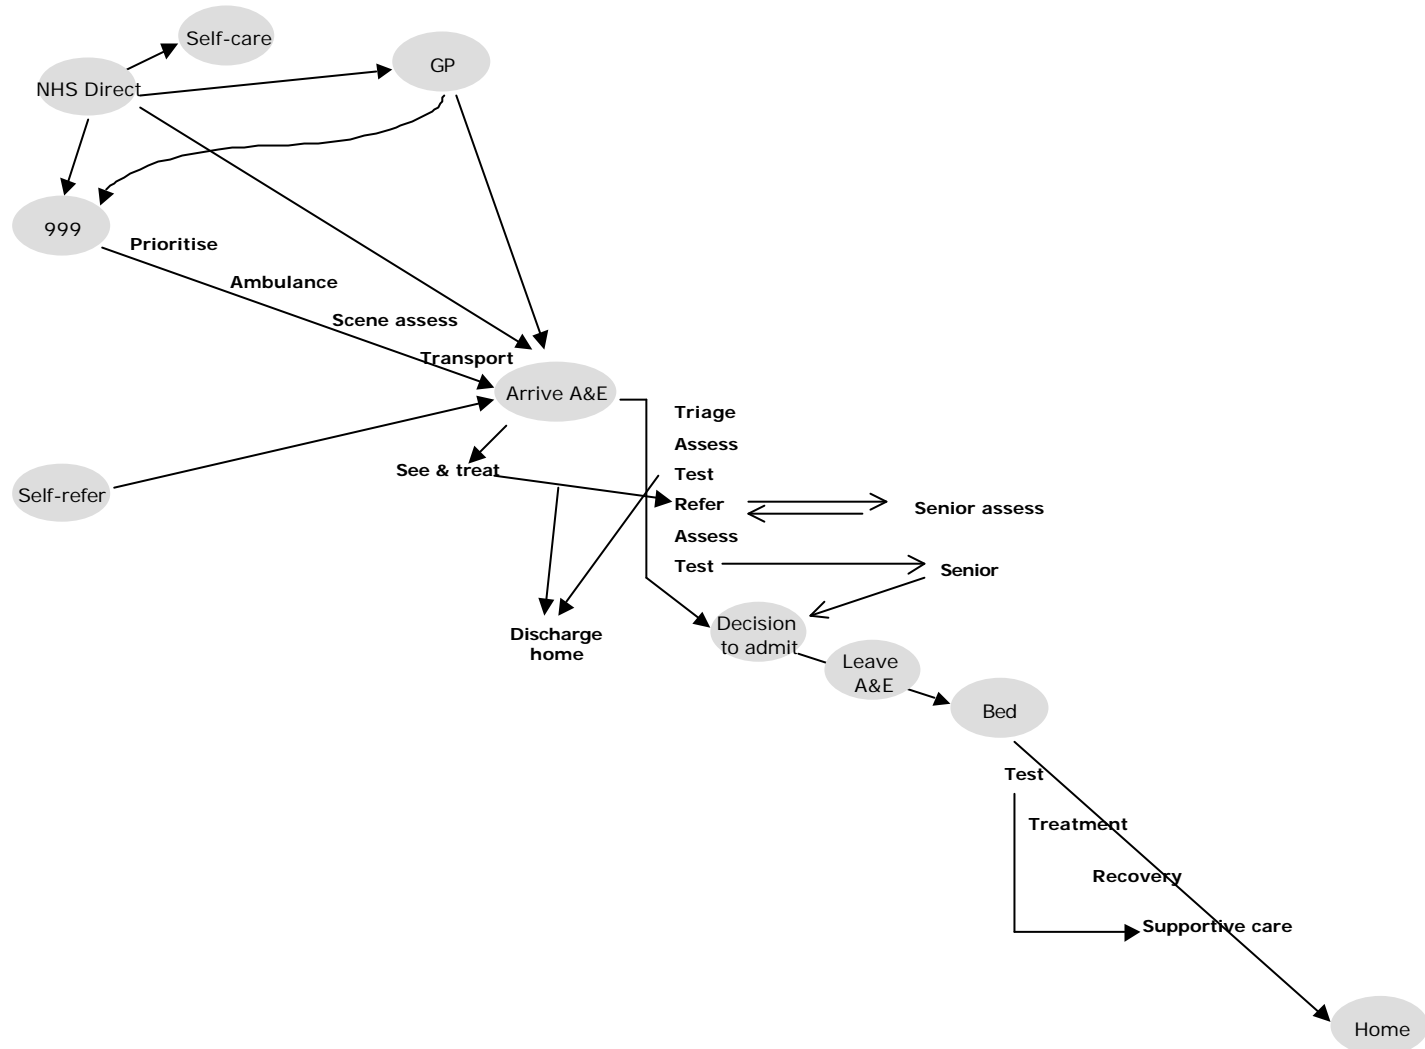 Self-care
GP
NHS Direct
999
Prioritise
Ambulance
Scene assess
Transport
Arrive A&E
Triage
Assess
See & treat
Test
Self-refer
Refer
Senior assess
Assess
Test
Senior
Discharge
home
Decision
to admit
Leave
A&E
Bed
Test
Treatment
Recovery
Supportive care
Home